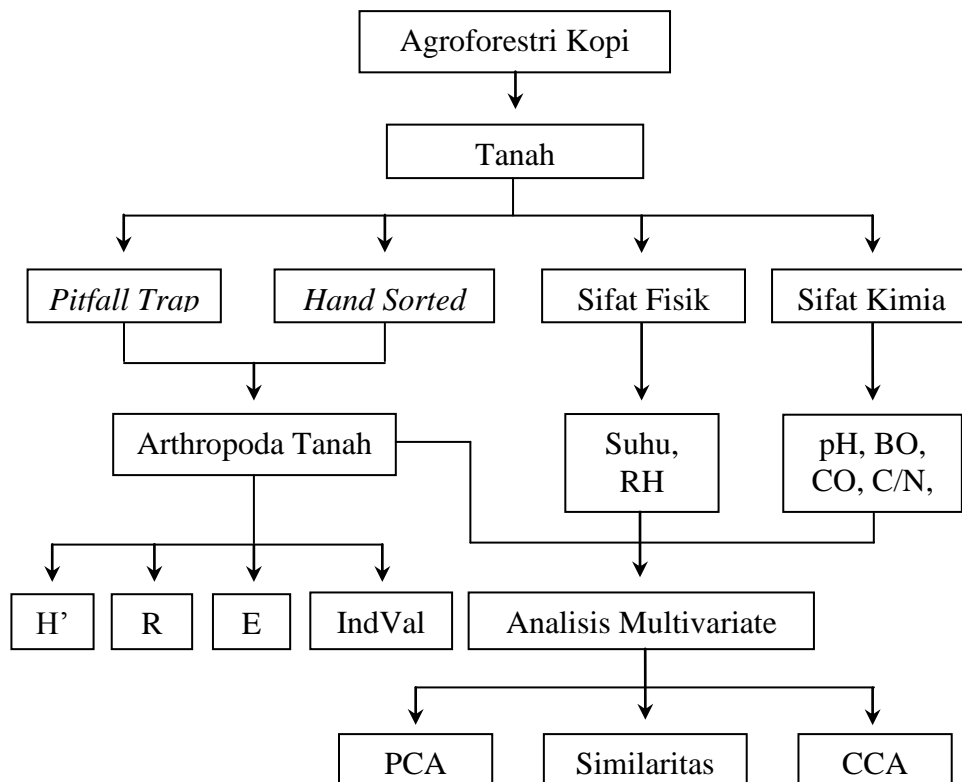 Agroforestri Kopi
Tanah
Pitfall Trap
Hand Sorted
Sifat Fisik
Sifat Kimia
Arthropoda Tanah
Suhu,
RH
pH, BO,
CO, C/N,
H’
R
E
IndVal
Analisis Multivariate
PCA
Similaritas
CCA